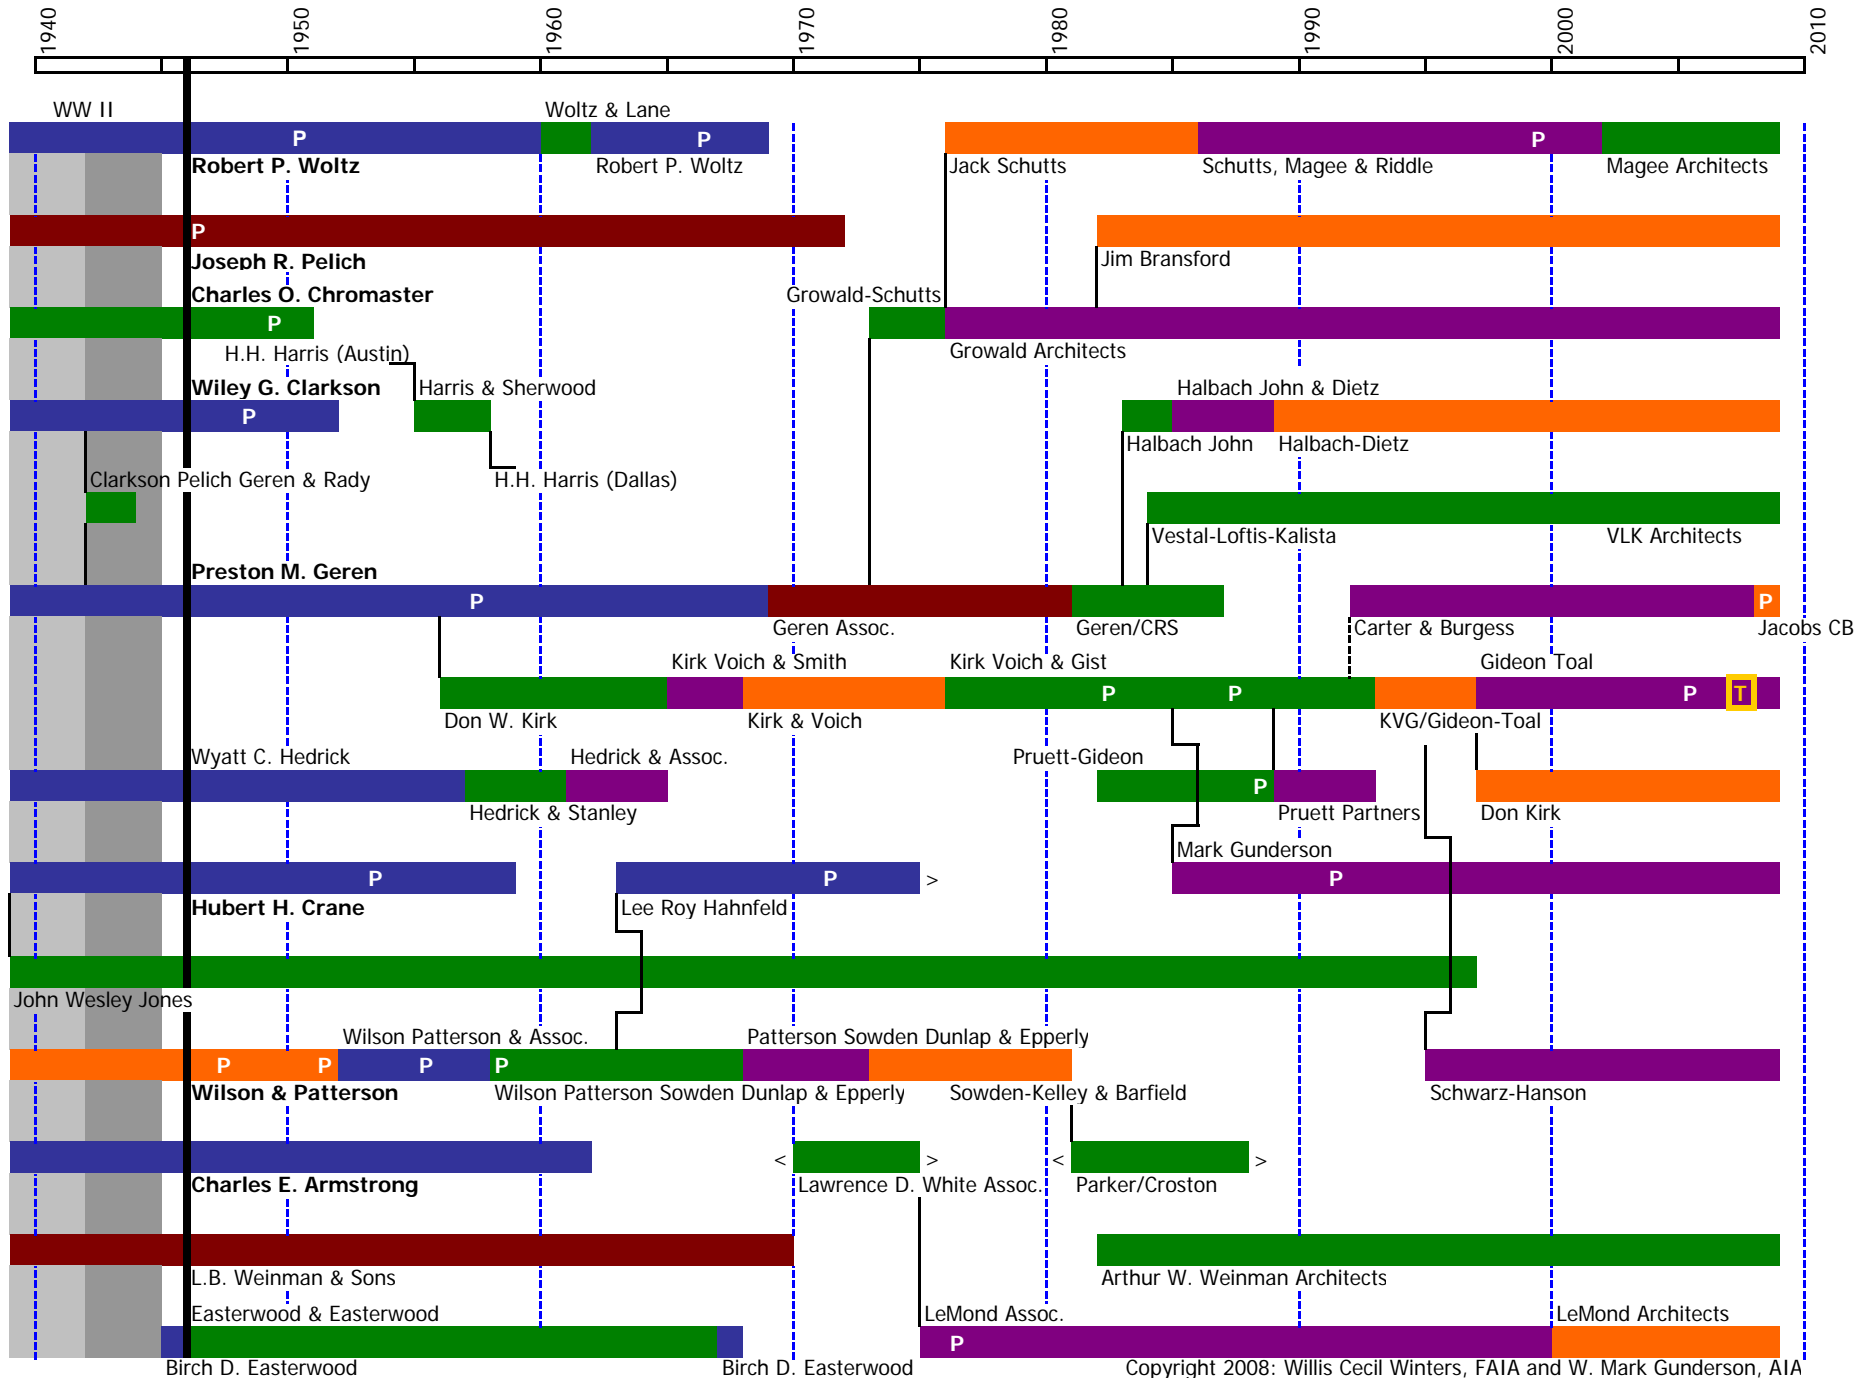 1940 1950 1960 1970 1980 1990 2000 2010
WW II Woltz & Lane
P P P
Robert P. Woltz Robert P. Woltz Jack Schutts Schutts, Magee & Riddle Magee Architects
P
Joseph R. Pelich Jim Bransford
Charles O. Chromaster Growald-Schutts
P
H.H. Harris (Austin) Growald Architects
Wiley G. Clarkson Harris & Sherwood Halbach John & Dietz
P
Halbach John Halbach-Dietz
Clarkson Pelich Geren & Rady H.H. Harris (Dallas)
Vestal-Loftis-Kalista VLK Architects
Preston M. Geren
P P
Geren Assoc. Geren/CRS Carter & Burgess Jacobs CB
Kirk Voich & Smith Kirk Voich & Gist Gideon Toal
P P P T
Don W. Kirk Kirk & Voich KVG/Gideon-Toal
Wyatt C. Hedrick Hedrick & Assoc. Pruett-Gideon
P
Hedrick & Stanley Pruett Partners Don Kirk
Mark Gunderson
P P > P
Hubert H. Crane Lee Roy Hahnfeld
John Wesley Jones
Wilson Patterson & Assoc. Patterson Sowden Dunlap & Epperly
P P P P
Wilson & Patterson Wilson Patterson Sowden Dunlap & Epperly Sowden-Kelley & Barfield Schwarz-Hanson
< > < >
Charles E. Armstrong Lawrence D. White Assoc. Parker/Croston
L.B. Weinman & Sons Arthur W. Weinman Architects
Easterwood & Easterwood LeMond Assoc. LeMond Architects
P
Birch D. Easterwood Birch D. Easterwood Copyright 2008: Willis Cecil Winters, FAIA and W. Mark Gunderson, AIA